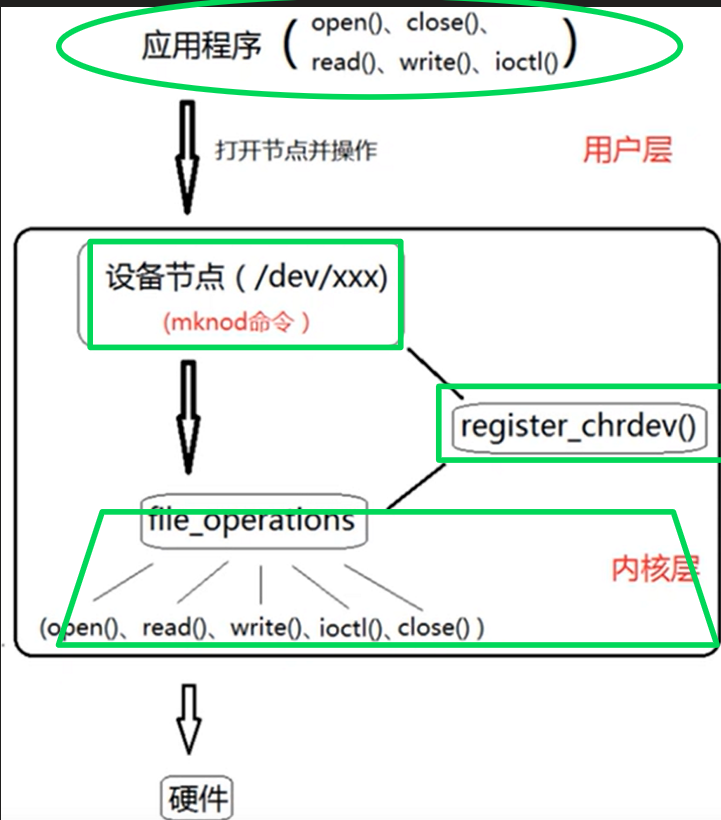 应用程序 ( open()、close()、
read()、write()、ioctl() )
打开节点并操作
用户层
设备节点 ( /dev/xxx)
(mknod命令 )
register_chrdev()
file_operations
内核层
(open()、read()、write()、ioctl()、close() )
硬件